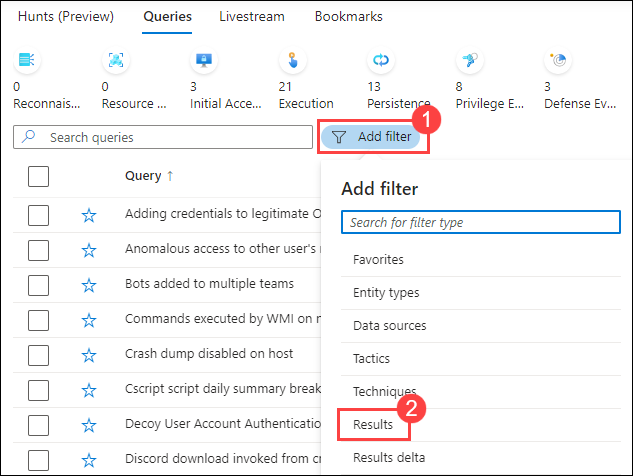 Hunts (Preview) Queries Livestream Bookmarks
0 0 3 21 13 8 3
Reconnais... Resource ... Initial Acce... Execution Persistence Privilege E... Defense Ev...
1
Search queries Add filter
Query ↑
Add filter
Search for filter type
Adding credentials to legitimate O
Anomalous access to other user's
Bots added to multiple teams
Commands executed by WMI on n
Crash dump disabled on host
Cscript script daily summary break
Decoy User Account Authentication
Discord download invoked from cr
Favorites
Entity types
Data sources
Tactics
Techniques
2
Results
Results delta